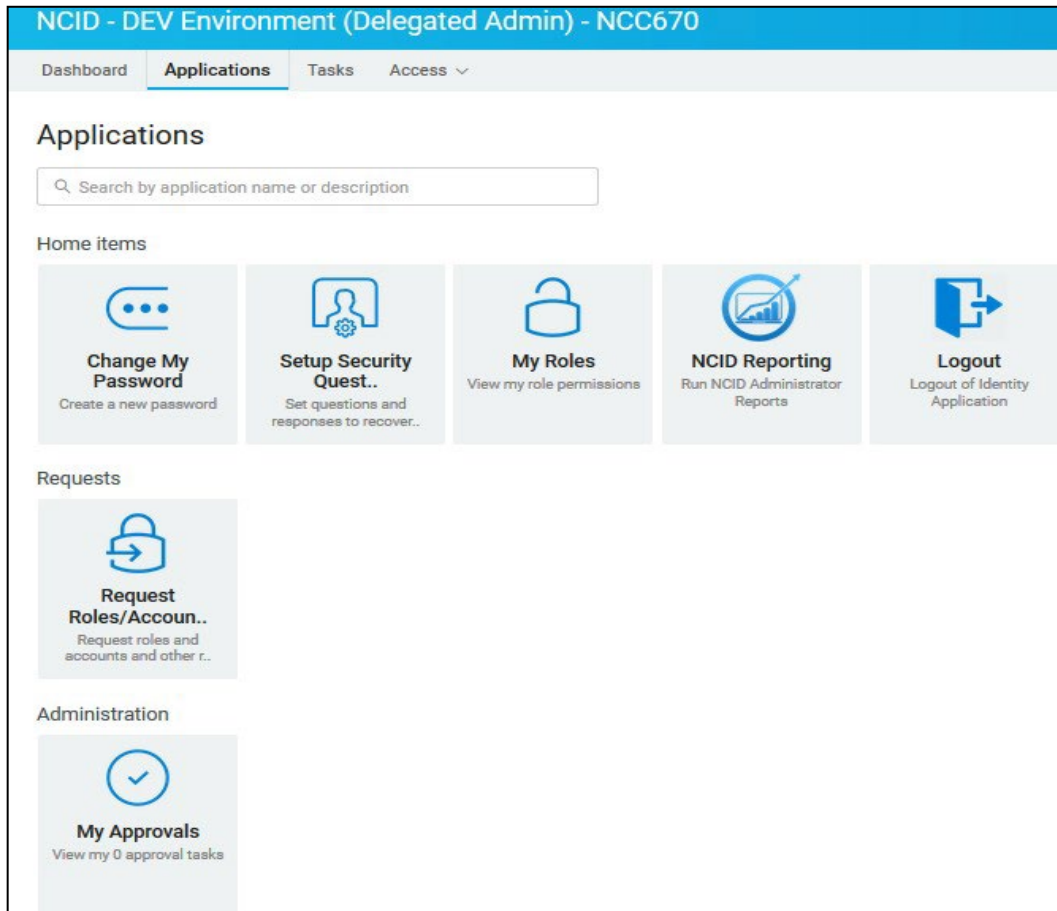 NCID - DEV Environment (Delegated Admin) - NCC670
Dashboard Applications Tasks Access
Applications
Search by application name or description
Home items
Change My
Password
Create a new password
Setup Security
Quest..
Set questions and
responses to recover..
My Roles
View my role permissions
NCID Reporting
Run NCID Administrator
Reports
Logout
Logout of Identity
Application
Requests
Request
Roles/Accoun..
Request roles and
accounts and other r..
Administration
My Approvals
View my 0 approval tasks